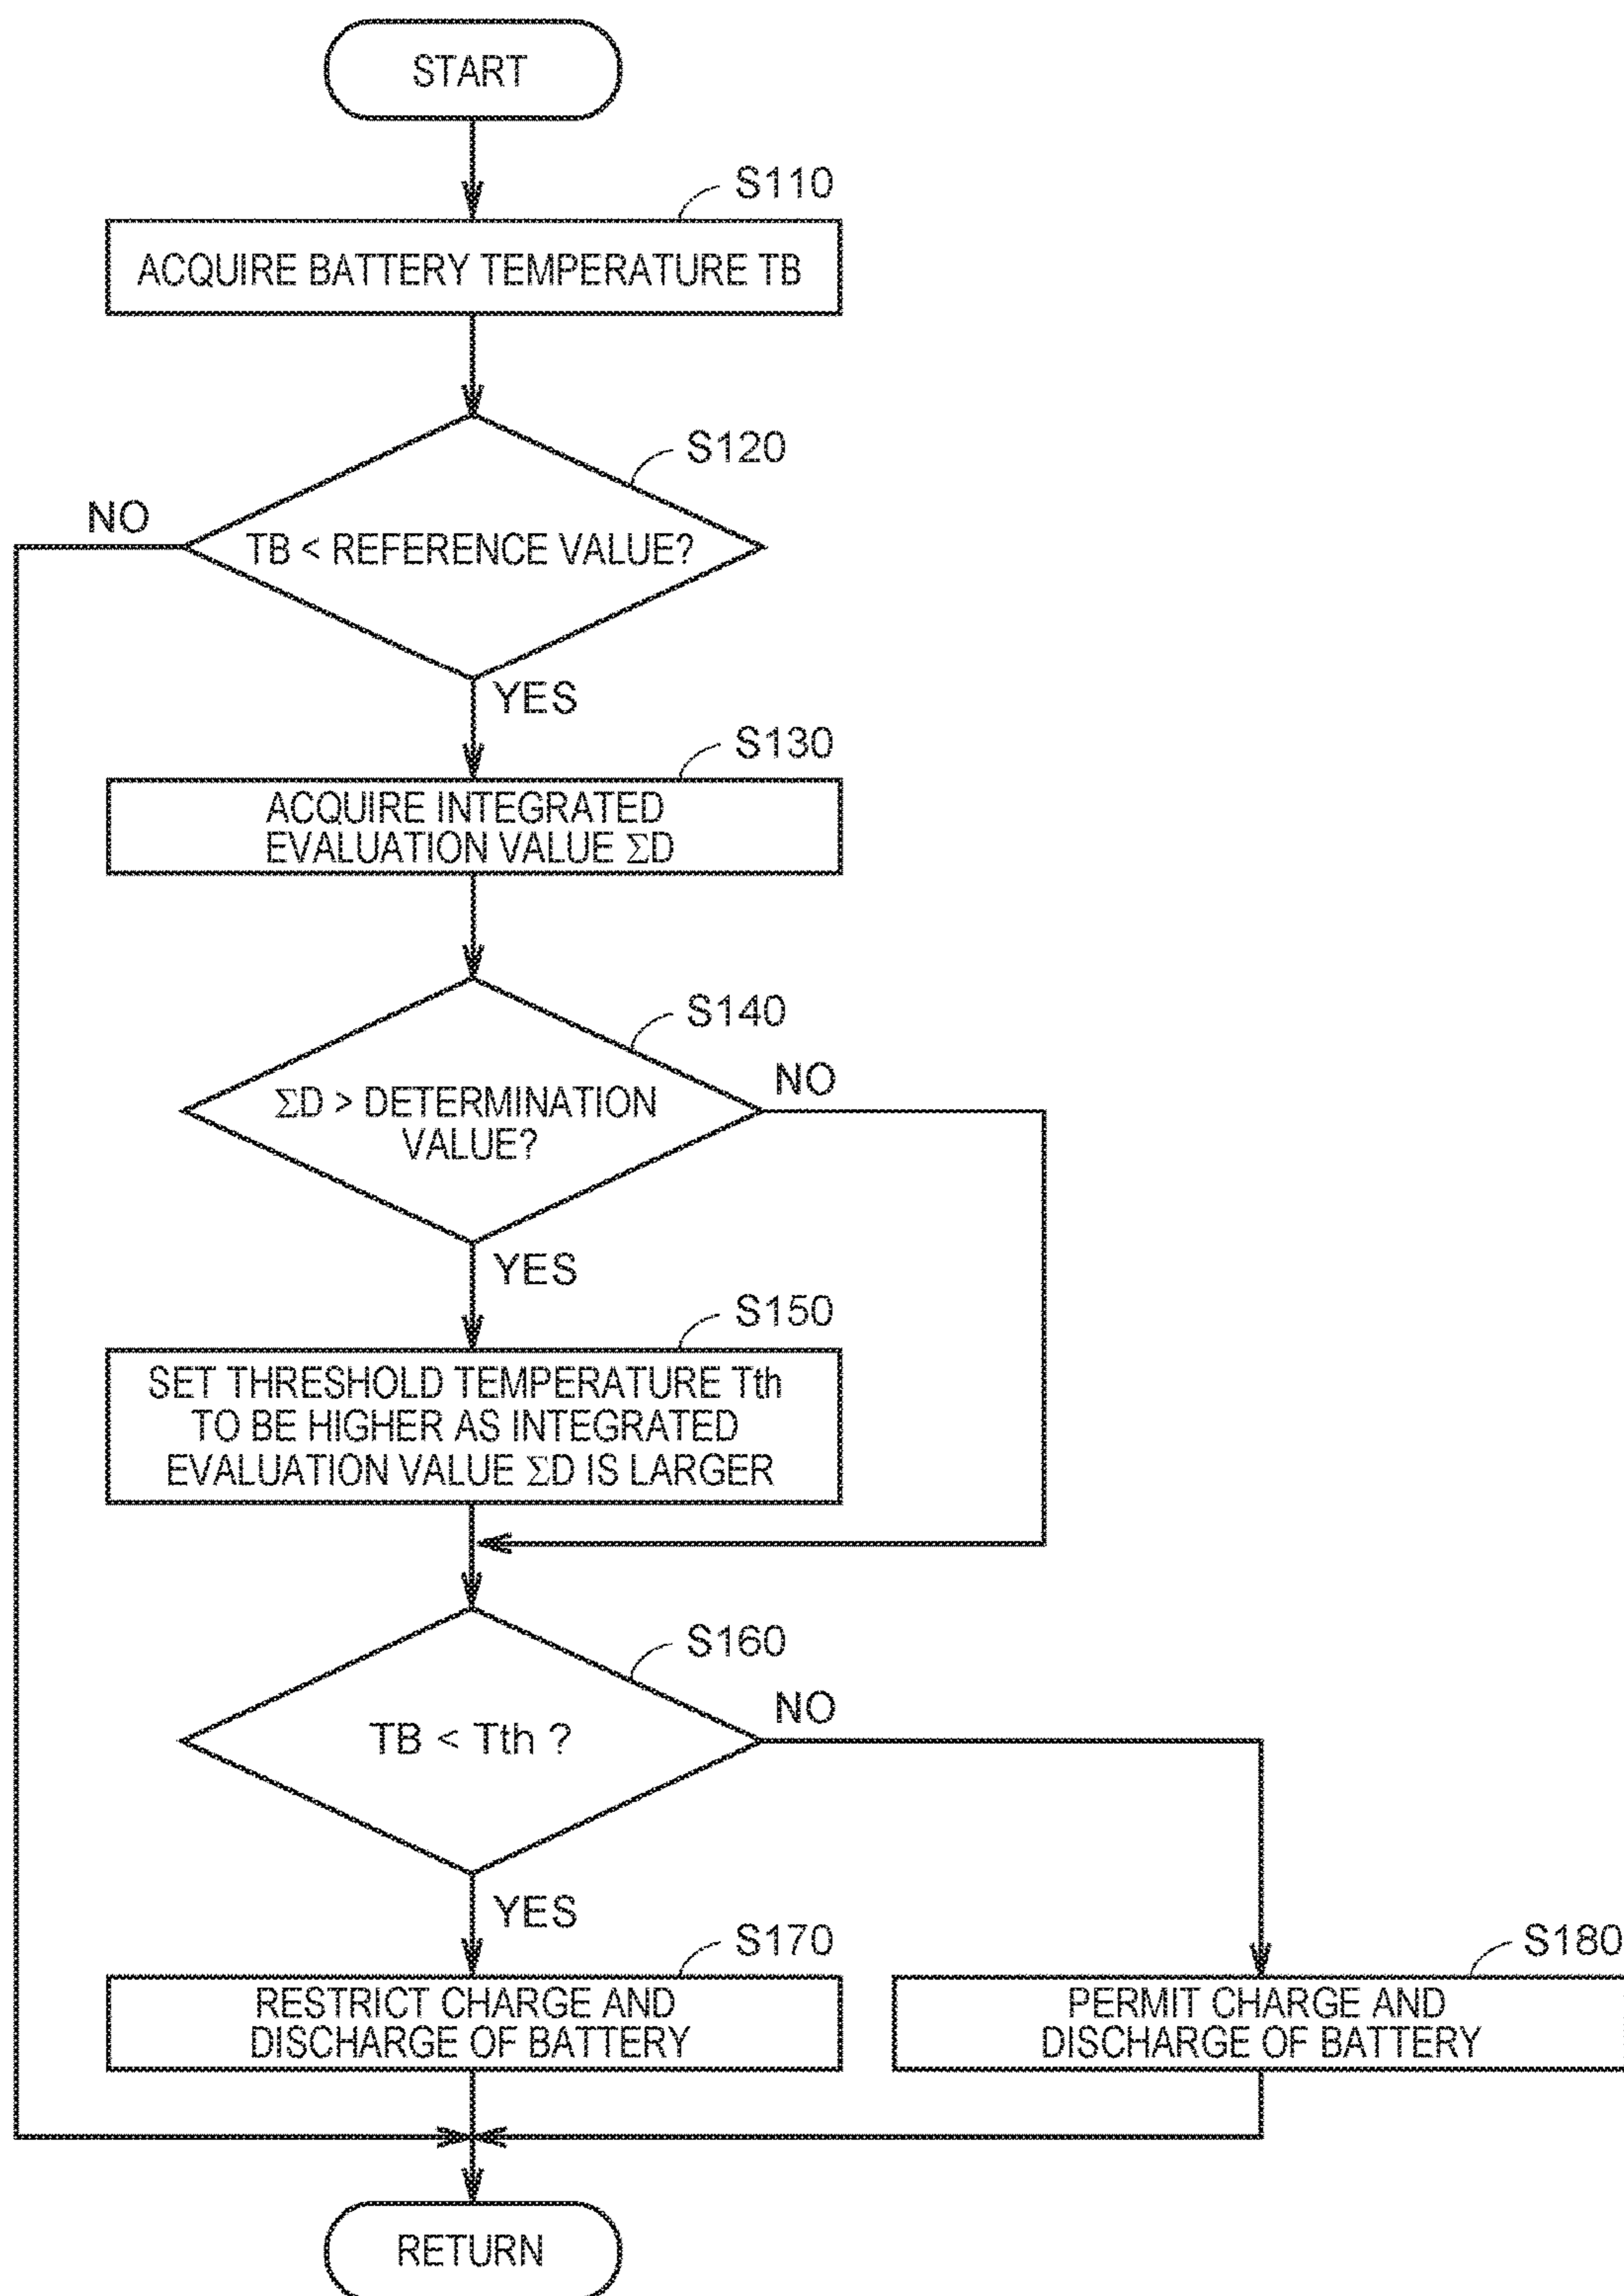 START
S110
ACQUIRE BATTERY TEMPERATURE TB
S120
NO
TB < REFERENCE VALUE?
YES
S130
ACQUIRE INTEGRATED
EVALUATION VALUE ΣD
S140
NO
ΣD > DETERMINATION
VALUE?
YES
S150
SET THRESHOLD TEMPERATURE Tth
TO BE HIGHER AS INTEGRATED
EVALUATION VALUE ΣD IS LARGER
S160
NO
TB < Tth ?
YES
S170
RESTRICT CHARGE AND
DISCHARGE OF BATTERY
S180
PERMIT CHARGE AND
DISCHARGE OF BATTERY
RETURN